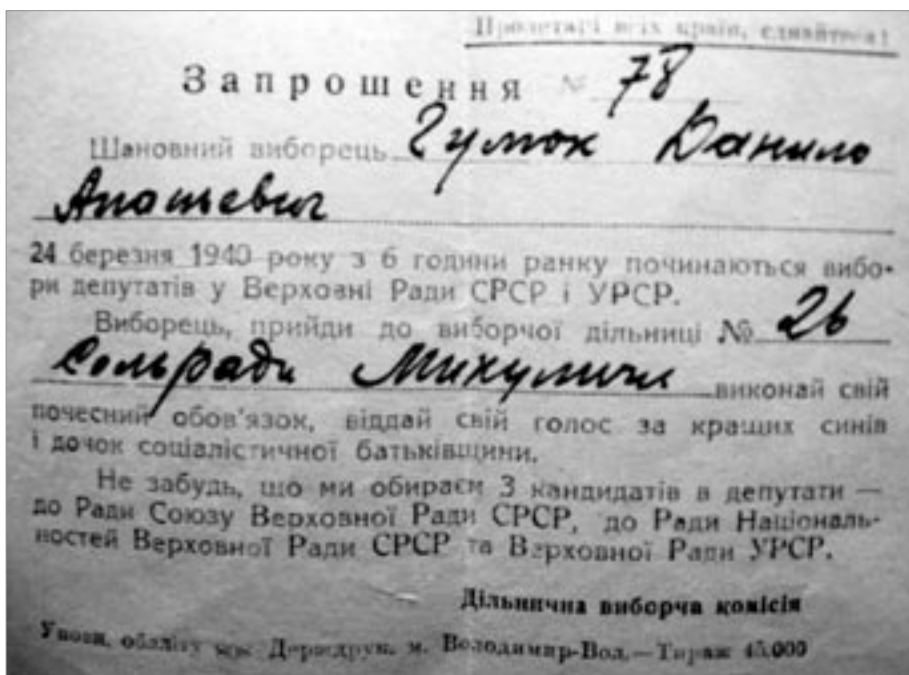 Пролетарі всіх країн, єднайтеся!
Запрошення № 78
Шановний виборець Гумок Данило
24 березня 1940 року з 6 години ранку починаються вибо-
ри депутатів у Верховні Ради СРСР і УРСР.
Виборець, прийди до виборчої дільниці № 26
Сельради Микуличі виконай свій
почесний обов'язок, віддай свій голос за кращих синів
і дочок соціалістичної батьківщини.
Не забудь, що ми обираєм 3 кандидатів в депутати —
до Ради Союзу Верховної Ради СРСР, до Ради Національ-
ностей Верховної Ради СРСР та Верховної Ради УРСР.
Дільнична виборча комісія
Держдрук, м. Володимир-Вол.—Тираж 45.000